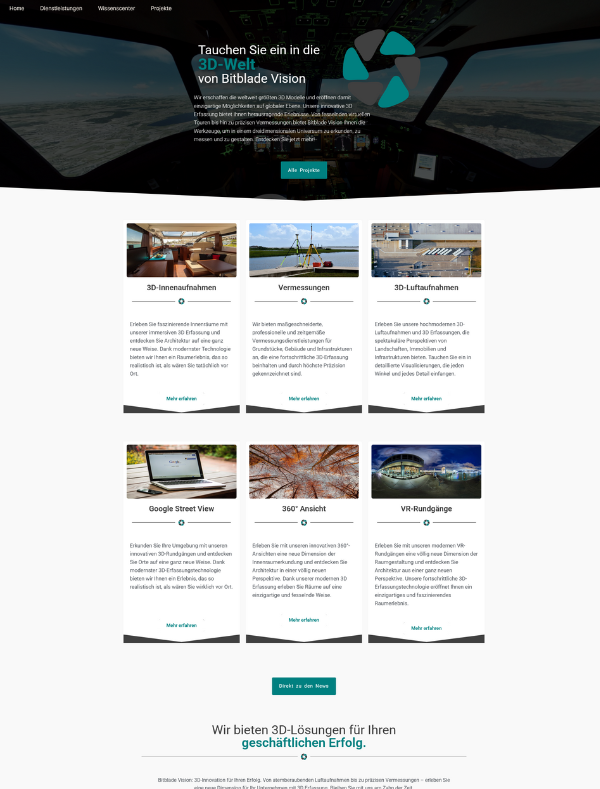 Home Dienstleistungen Wissenscenter Projekte
Tauchen Sie ein in die
3D-Welt
von Bitblade Vision
Wir erschaffen die weltweit größten 3D Modelle und eröffnen damit
einzigartige Möglichkeiten auf globaler Ebene. Unsere innovative 3D
Erfassung bietet Ihnen herausragende Erlebnisse. Von fesselnden virtuellen
Touren bis hin zu präzisen Vermessungen bietet Bitblade Vision Ihnen die
Werkzeuge, um in einem dreidimensionalen Universum zu erkunden, zu
messen und zu gestalten. Entdecken Sie jetzt mehr!
Alle Projekte
3D-Innenaufnahmen
Erleben Sie faszinierende Innenräume mit
unserer immersiven 3D Erfassung und
entdecken Sie Architektur auf eine ganz
neue Weise. Dank modernster Technologie
bieten wir Ihnen ein Raumerlebnis, das so
realistisch ist, als wären Sie tatsächlich vor
Ort.
Mehr erfahren
Vermessungen
Wir bieten maßgeschneiderte,
professionelle und zeitgemäße
Vermessungsdienstleistungen für
Grundstücke, Gebäude und Infrastrukturen
an, die eine fortschrittliche 3D-Erfassung
beinhalten und durch höchste Präzision
gekennzeichnet sind.
Mehr erfahren
3D-Luftaufnahmen
Erleben Sie unsere hochmodernen 3D-
Luftaufnahmen und 3D Erfassungen, die
spektakuläre Perspektiven von
Landschaften, Immobilien und
Infrastrukturen bieten. Tauchen Sie ein in
detaillierte Visualisierungen, die jeden
Winkel und jedes Detail einfangen.
Mehr erfahren
Google Street View
Erkunden Sie Ihre Umgebung mit unseren
innovativen 3D-Rundgängen und entdecken
Sie Orte auf eine ganz neue Weise. Dank
modernster 3D-Erfassungstechnologie
bieten wir Ihnen ein Erlebnis, das so
realistisch ist, als wären Sie wirklich vor Ort.
Mehr erfahren
360° Ansicht
Erleben Sie mit unseren innovativen 360°-
Ansichten eine neue Dimension der
Innenraumerkundung und entdecken Sie
Architektur in einer völlig neuen
Perspektive. Dank unserer modernen 3D
Erfassung erleben Sie Räume auf eine
einzigartige und fesselnde Weise.
Mehr erfahren
VR-Rundgänge
Erleben Sie mit unseren modernen VR-
Rundgängen eine völlig neue Dimension der
Raumgestaltung und entdecken Sie
Architektur aus einer ganz neuen
Perspektive. Unsere fortschrittliche 3D-
Erfassungstechnologie eröffnet Ihnen ein
einzigartiges und faszinierendes
Raumerlebnis.
Mehr erfahren
Direkt zu den News
Wir bieten 3D-Lösungen für Ihren
geschäftlichen Erfolg.
Bitblade Vision: 3D-Innovation für Ihren Erfolg. Von atemberaubenden Luftaufnahmen bis zu präzisen Vermessungen – erleben Sie
eine neue Dimension für Ihr Unternehmen mit 3D Erfassung. Bleiben Sie mit uns am Zahn der Zeit.